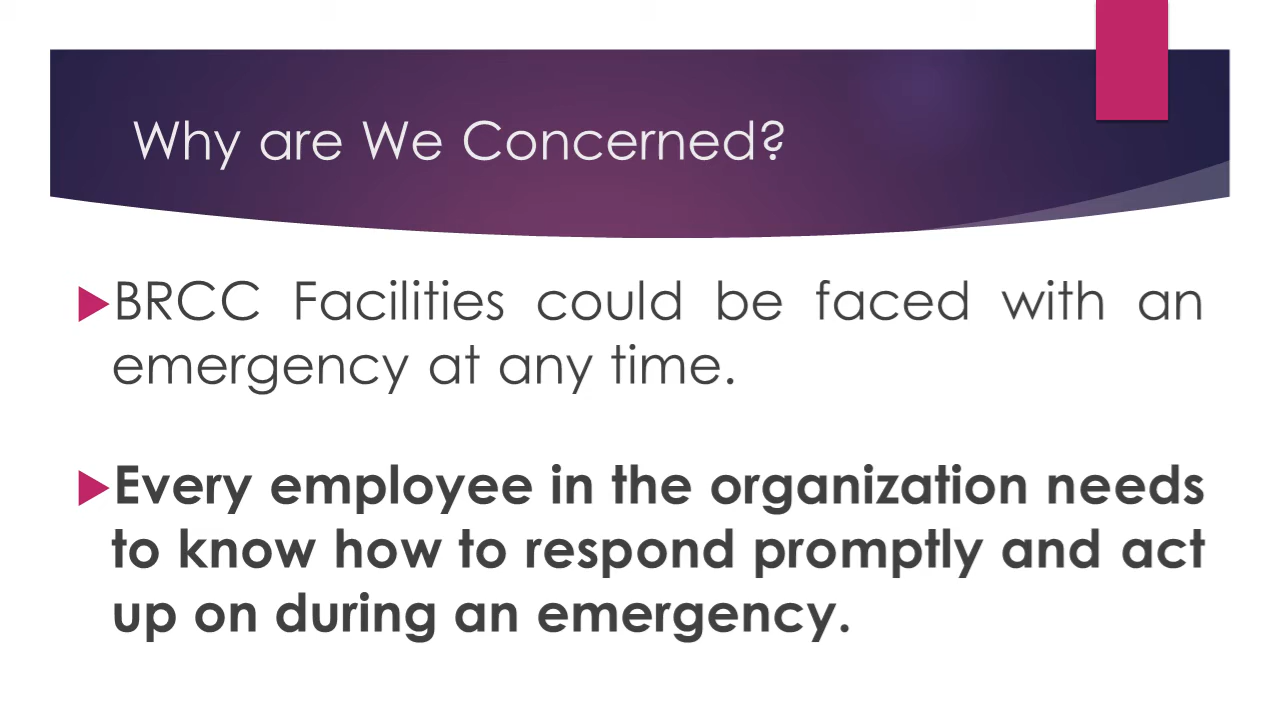 Why are We Concerned?
BRCC Facilities could be faced with an
emergency at any time.
Every employee in the organization needs
to know how to respond promptly and act
up on during an emergency.